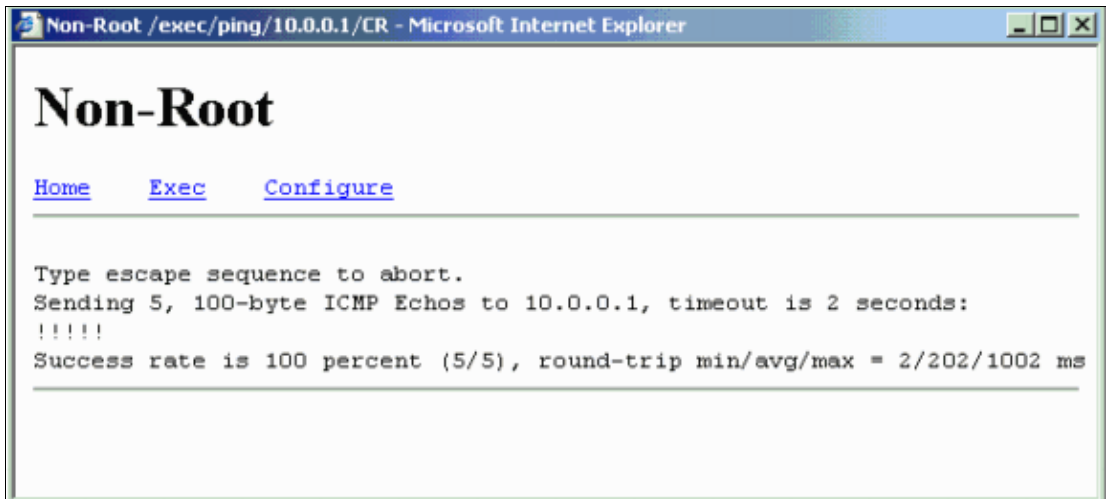 Non-Root /exec/ping/10.0.0.1/CR - Microsoft Internet Explorer
Non-Root
Home Exec Configure
Type escape sequence to abort.
Sending 5, 100-byte ICMP Echos to 10.0.0.1, timeout is 2 seconds:
!!!!!
Success rate is 100 percent (5/5), round-trip min/avg/max = 2/202/1002 ms